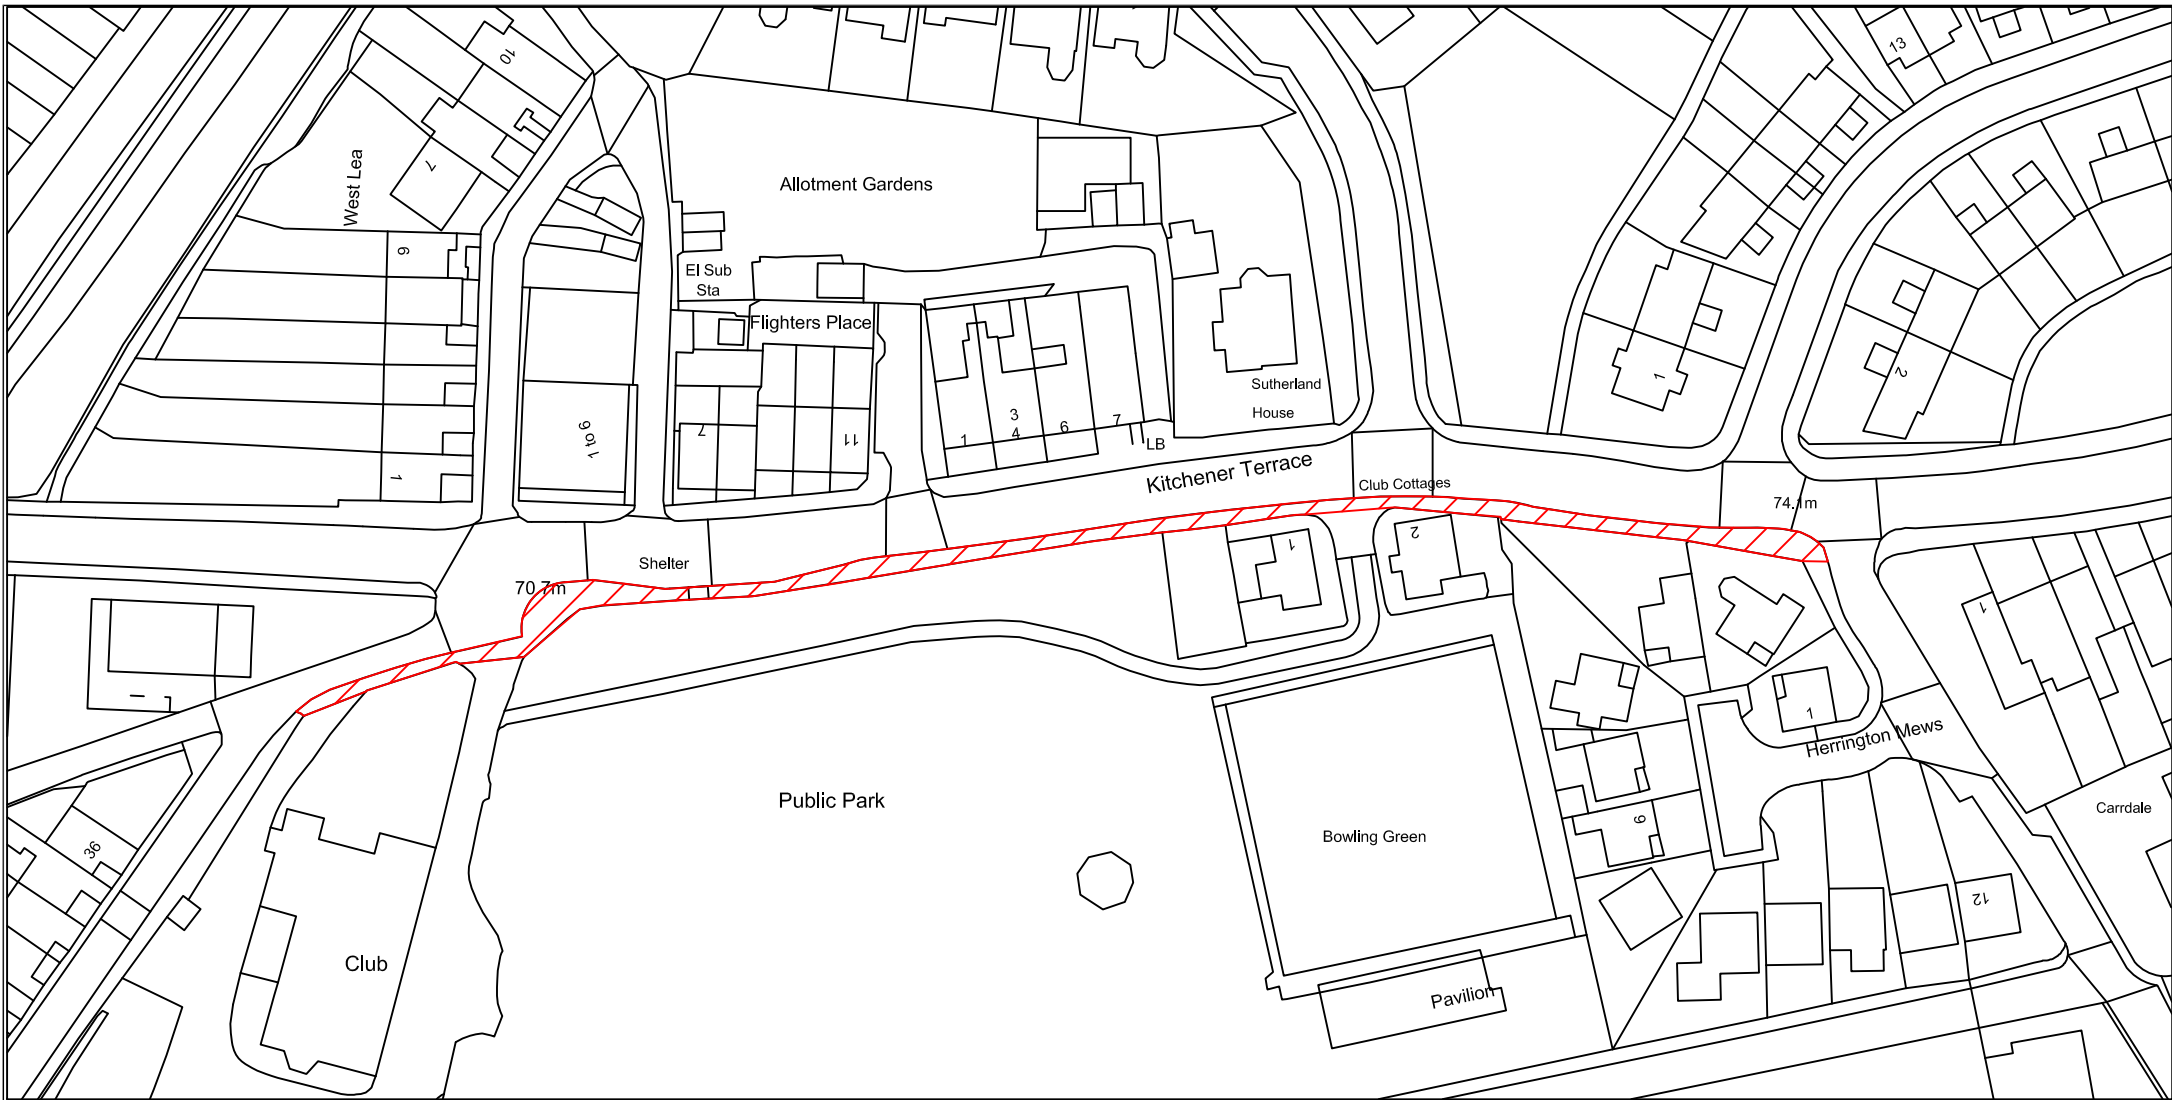 10
13
7
West Lea
Allotment Gardens
6
El Sub
Sta
Flighters Place
Sutherland
House
1
2
3
4
1
6
7
LB
7
11
1 to 6
1
Kitchener Terrace
Club Cottages
74.1m
1
2
Shelter
70.7m
1
1
Herrington Mews
Public Park
Bowling Green
9
Carrdale
36
12
Club
Pavilion